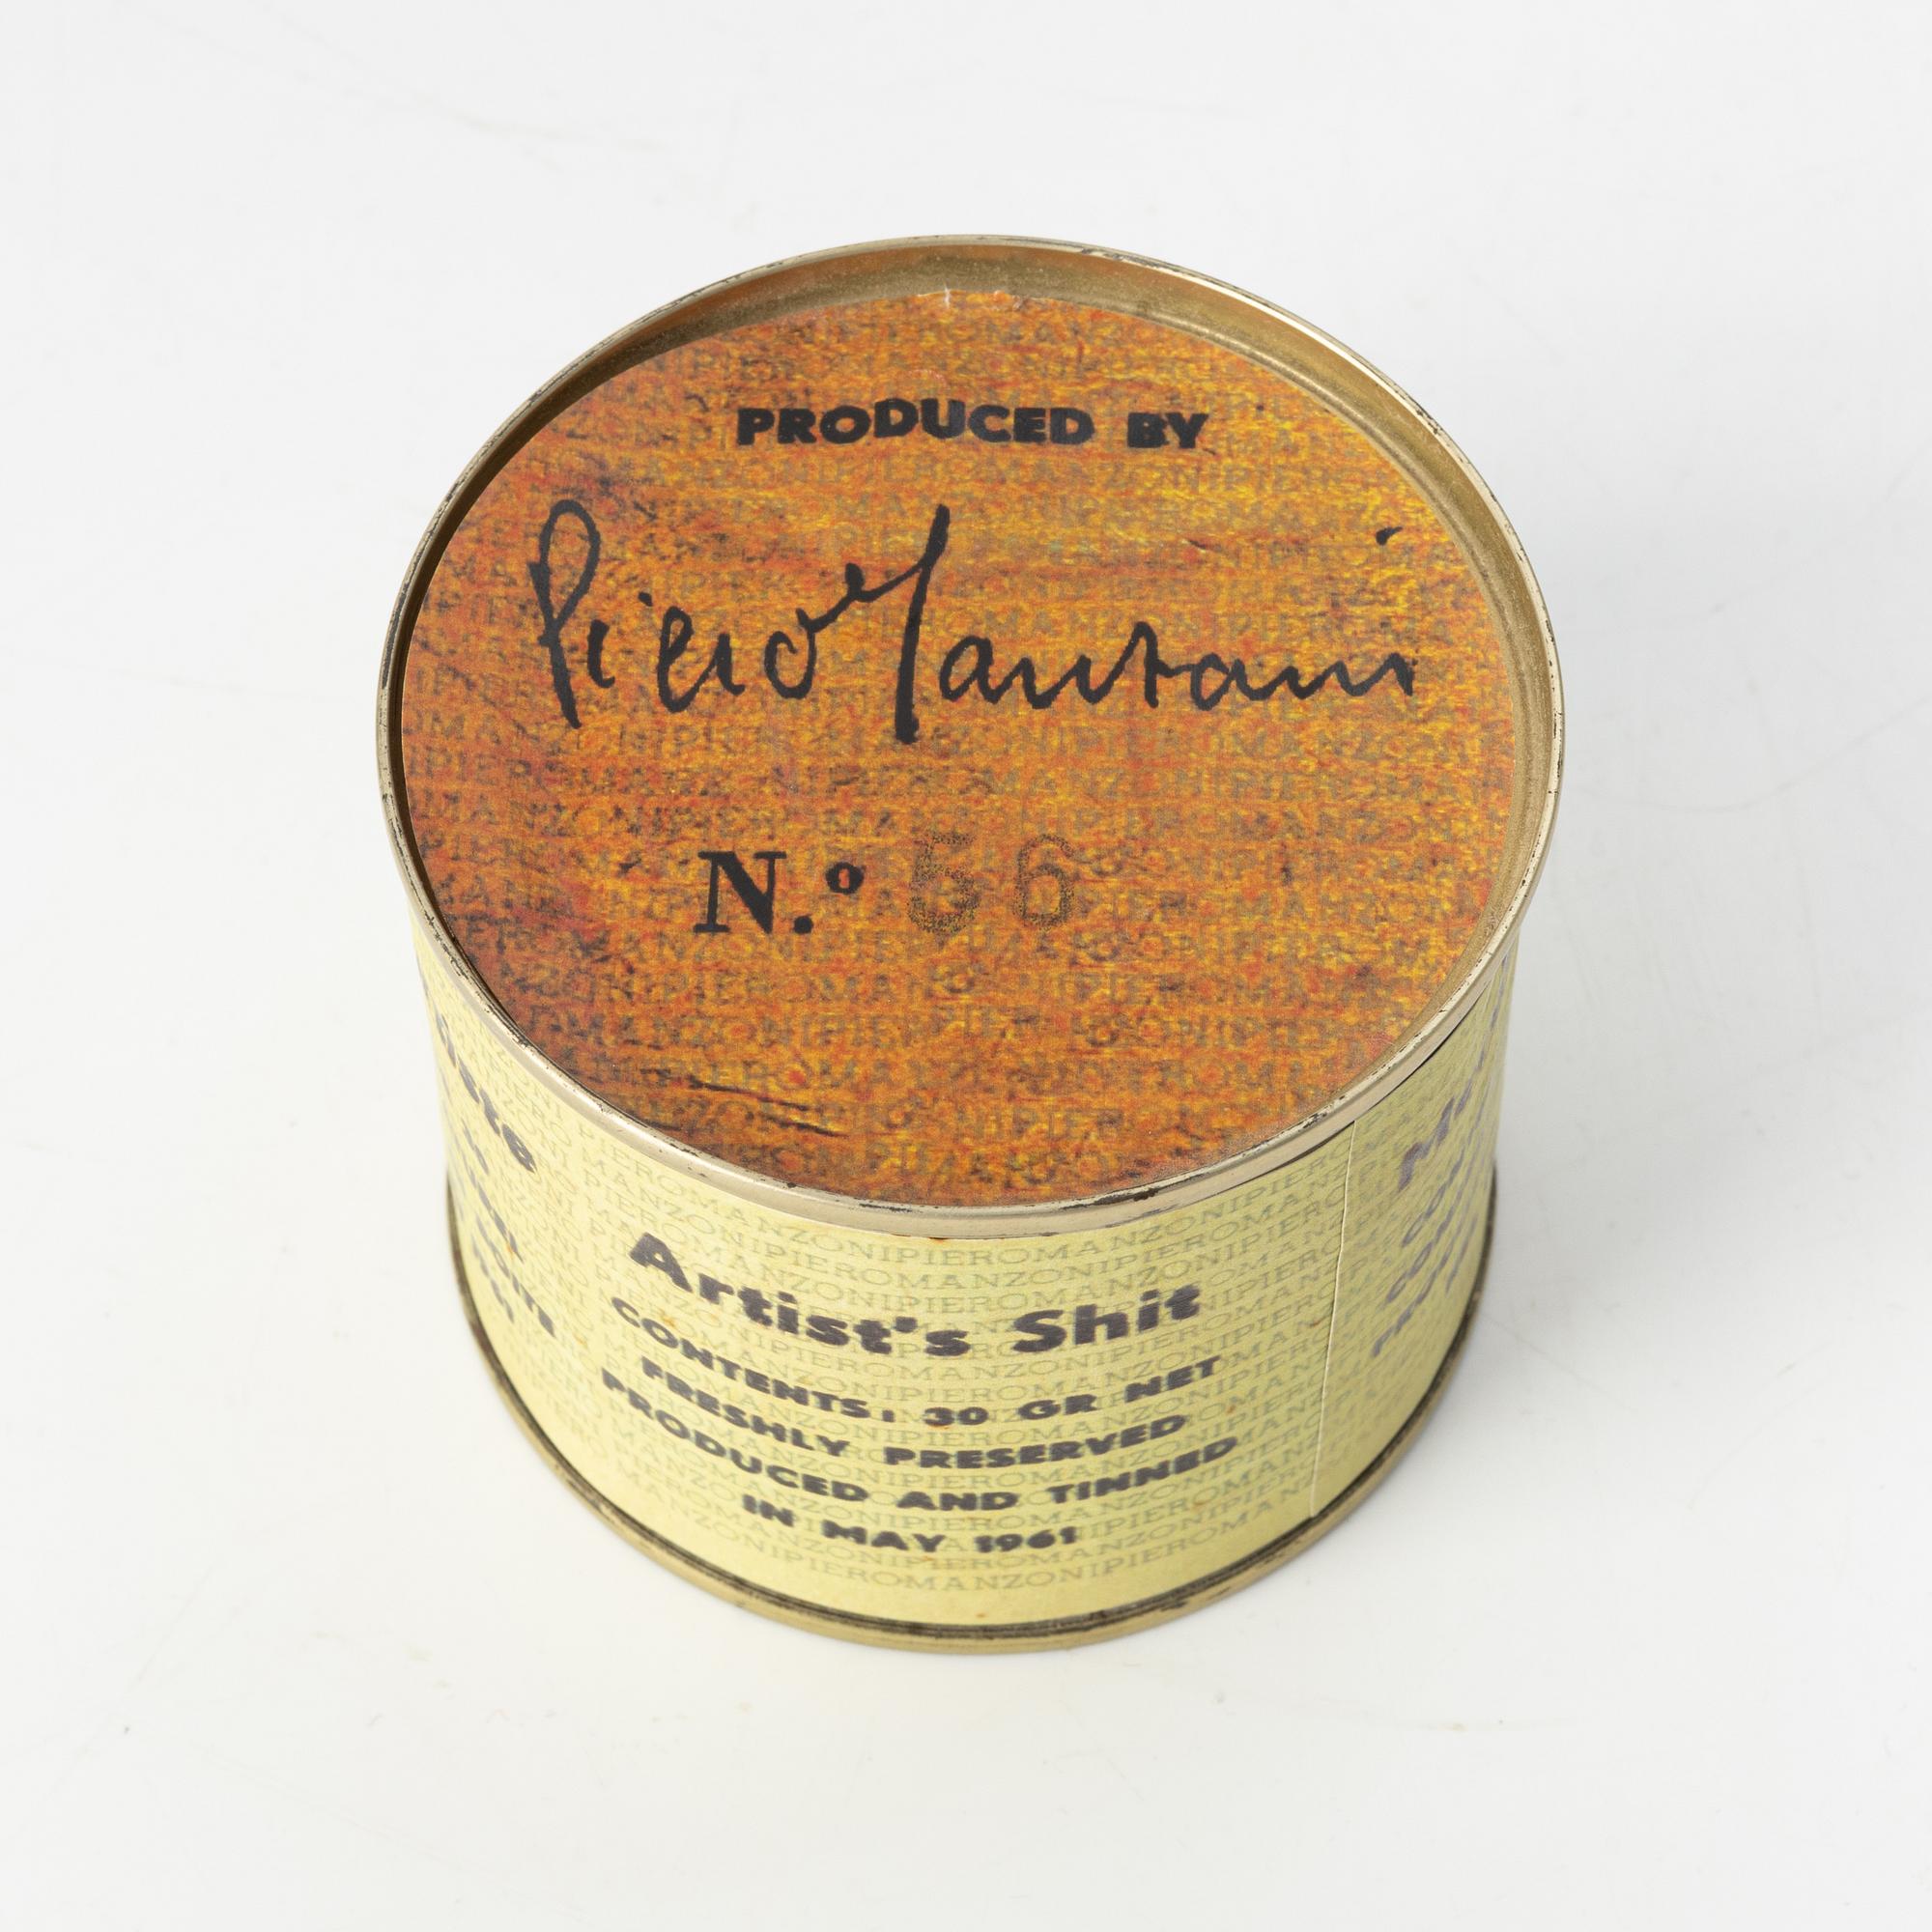 PRODUCED BY
Piero Manzoni
N.º 56
Artist's Shit
CONTENTS: 30 GR NET
FRESHLY PRESERVED
PRODUCED AND TINNED
IN MAY 1961